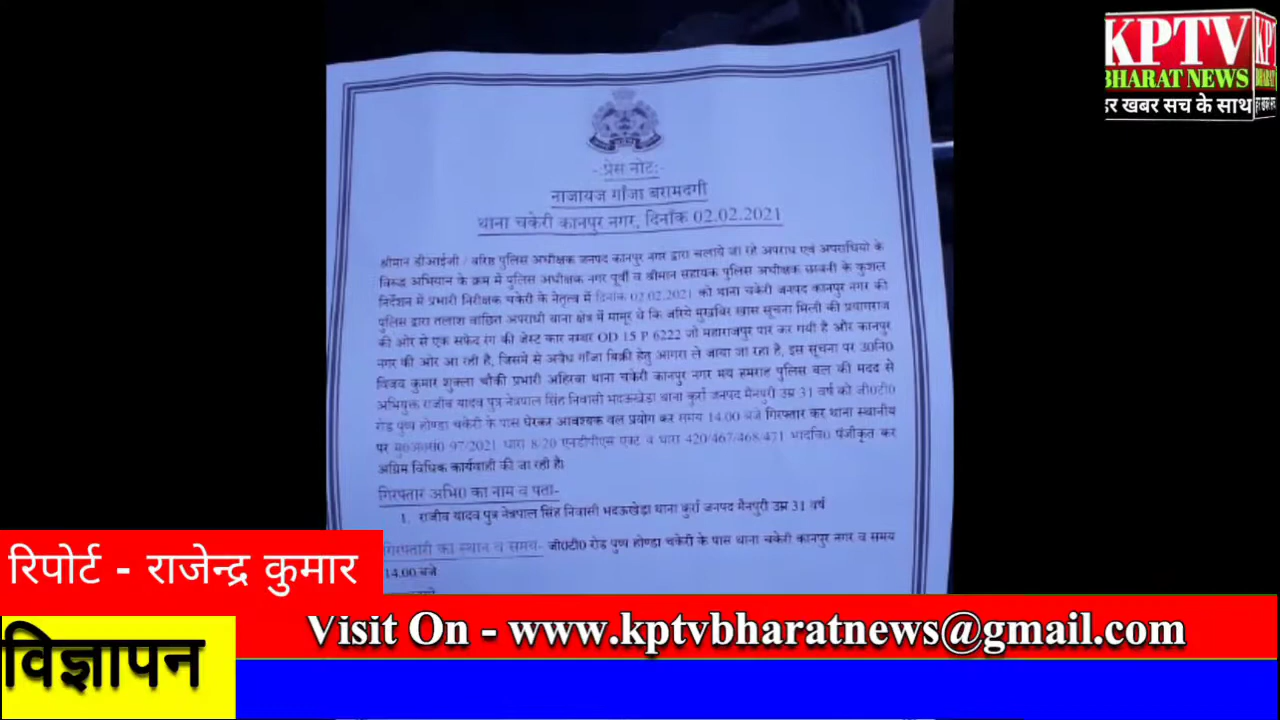 KPTV
BHARAT NEWS
हर खबर सच के साथ
-:प्रेस नोट:-
नाजायज गाँजा बरामदगी
थाना चकेरी कानपुर नगर, दिनाँक 02.02.2021
श्रीमान डीआईजी / वरिष्ठ पुलिस अधीक्षक जनपद कानपुर नगर द्वारा चलाये जा रहे अपराध एवं अपराधियो के
विरुद्ध अभियान के क्रम मे पुलिस अधीक्षक नगर पूर्वी व श्रीमान सहायक पुलिस अधीक्षक छावनी के कुशल
निर्देशन में प्रभारी निरीक्षक चकेरी के नेतृत्व में दिनांक 02.02.2021 को थाना चकेरी जनपद कानपुर नगर की
पुलिस द्वारा तलाश वांछित अपराधी थाना क्षेत्र में मामूर थे कि जरिये मुखबिर खास सूचना मिली की प्रयागराज
की ओर से एक सफेद रंग की जेस्ट कार नम्बर OD 15 P 6222 जो महाराजपुर पार कर गयी है और कानपुर
नगर की ओर आ रही है, जिसमें से अवैध गाँजा बिक्री हेतु आगरा ले जाया जा रहा है, इस सूचना पर उ0नि0
विजय कुमार शुक्ला चौकी प्रभारी अहिरवा थाना चकेरी कानपुर नगर मय हमराह पुलिस बल की मदद से
अभियुक्त राजीव यादव पुत्र नेत्रपाल सिंह निवासी भदऊखेडा थाना कुर्रा जनपद मैनपुरी उम्र 31 वर्ष को जी0टी0
रोड पुष्प होण्डा चकेरी के पास घेरकर आवश्यक बल प्रयोग कर समय 14.00 बजे गिरफ्तार कर थाना स्थानीय
पर मु0अ0सं0 97/2021 धारा 8/20 एनडीपीएस एक्ट व धारा 420/467/468/471 भादवि0 पंजीकृत कर
अग्रिम विधिक कार्यवाही की जा रही है।
गिरफ्तार अभि0 का नाम व पता-
1. राजीव यादव पुत्र नेत्रपाल सिंह निवासी भदऊखेडा थाना कुर्रा जनपद मैनपुरी उम्र 31 वर्ष
गिरफ्तारी का स्थान व समय- जी0टी0 रोड पुष्प होण्डा चकेरी के पास थाना चकेरी कानपुर नगर व समय
14.00 बजे
रिपोर्ट - राजेन्द्र कुमार
Visit On - www.kptvbharatnews@gmail.com
विज्ञापन